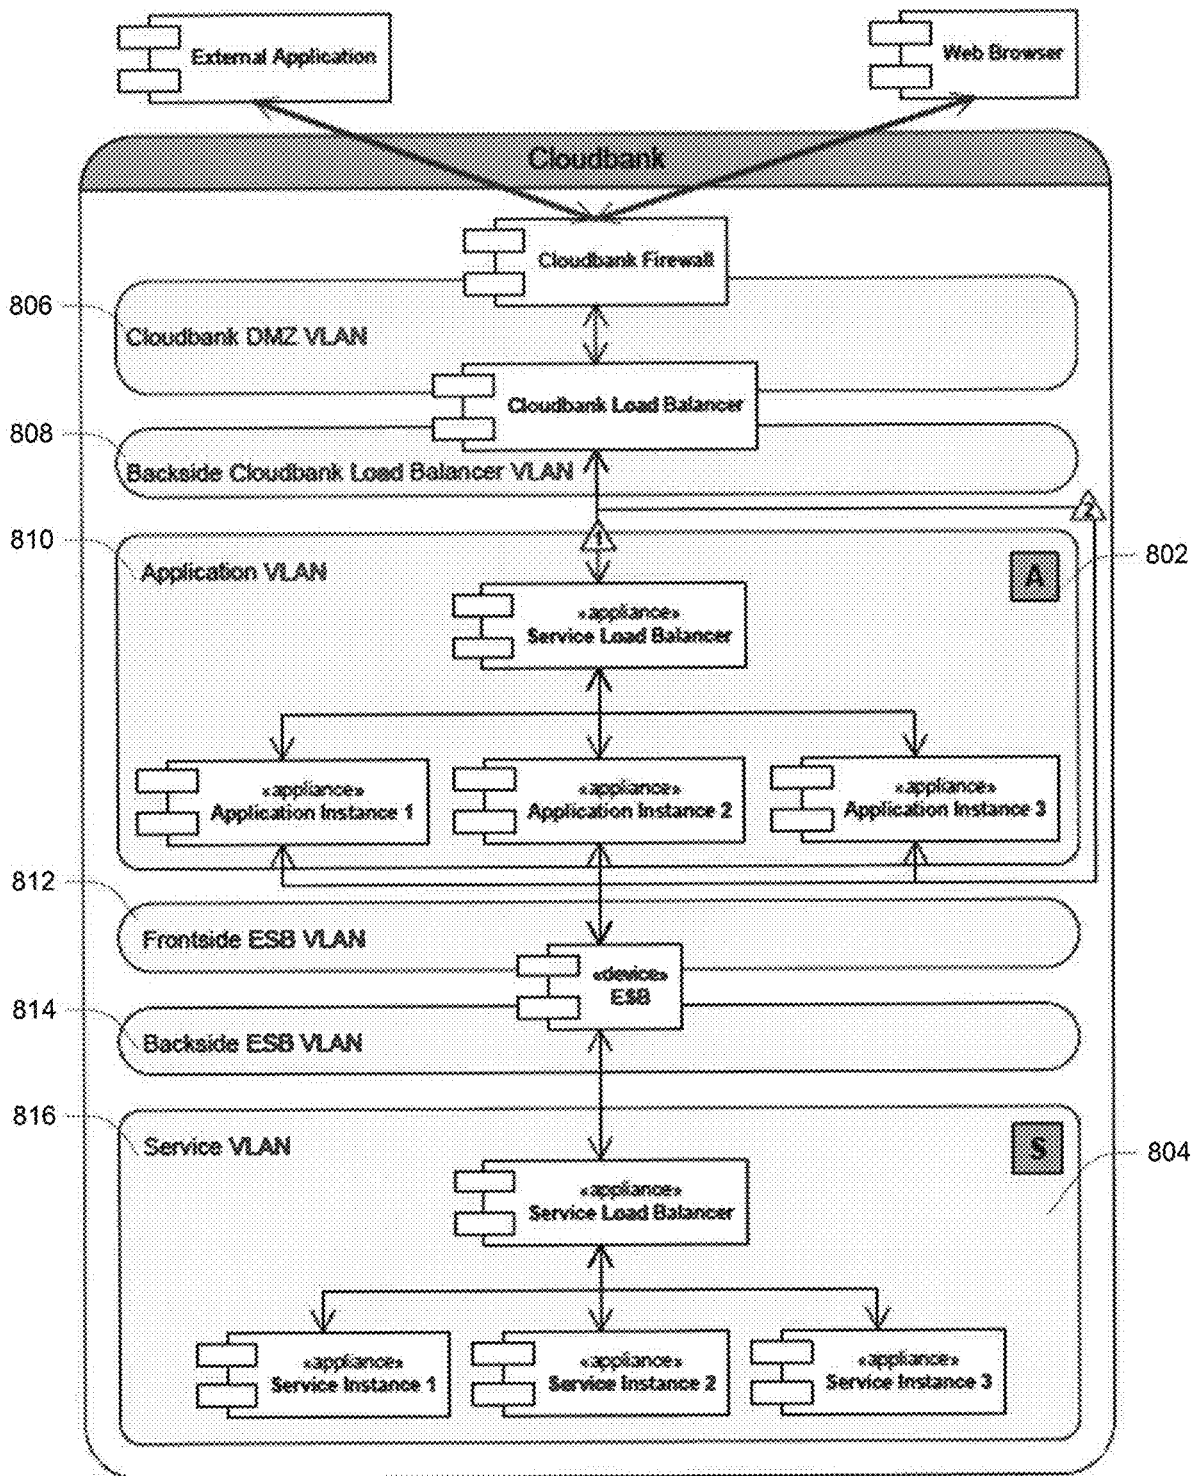 External Application
Web Browser
Cloudbank
Cloudbank Firewall
806
Cloudbank DMZ VLAN
Cloudbank Load Balancer
808
Backside Cloudbank Load Balancer VLAN
2
810
1
802
Application VLAN
A
«appliance»
Service Load Balancer
«appliance»
Application Instance 1
«appliance»
Application Instance 2
«appliance»
Application Instance 3
812
Frontside ESB VLAN
«device»
ESB
814
Backside ESB VLAN
816
Service VLAN
S
804
«appliance»
Service Load Balancer
«appliance»
Service Instance 1
«appliance»
Service Instance 2
«appliance»
Service Instance 3